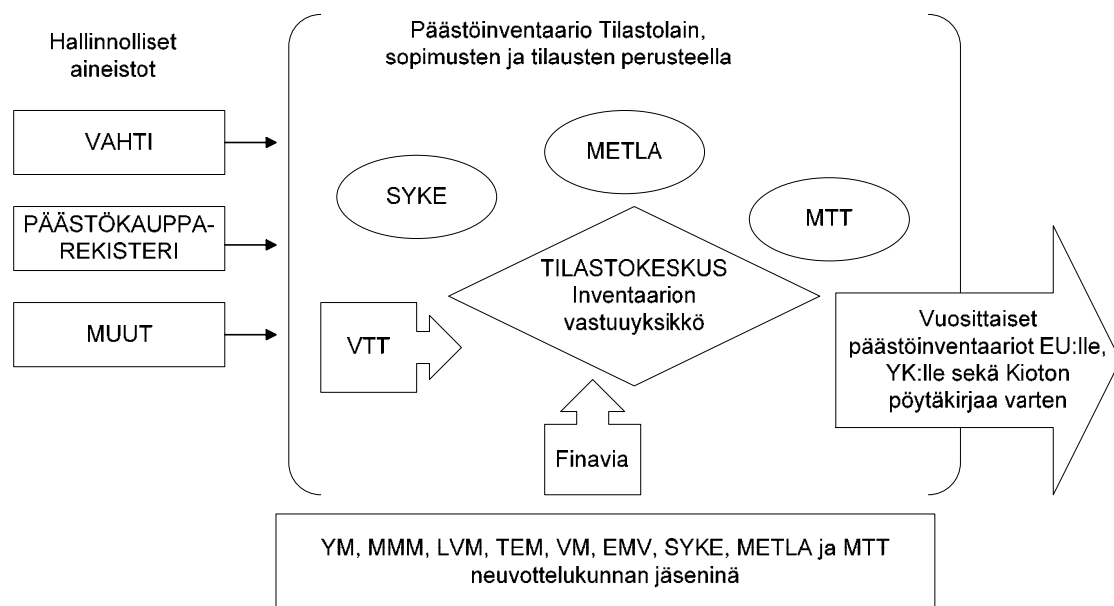 Hallinnolliset
aineistot
VAHTI
PÄÄSTÖKAUPPA-
REKISTERI
MUUT
Päästöinventaario Tilastolain,
sopimusten ja tilausten perusteella
METLA
SYKE
MTT
TILASTOKESKUS
Inventaarion
vastuuyksikkö
VTT
Finavia
Vuosittaiset
päästöinventaariot EU:lle,
YK:lle sekä Kioton
pöytäkirjaa varten
YM, MMM, LVM, TEM, VM, EMV, SYKE, METLA ja MTT
neuvottelukunnan jäseninä